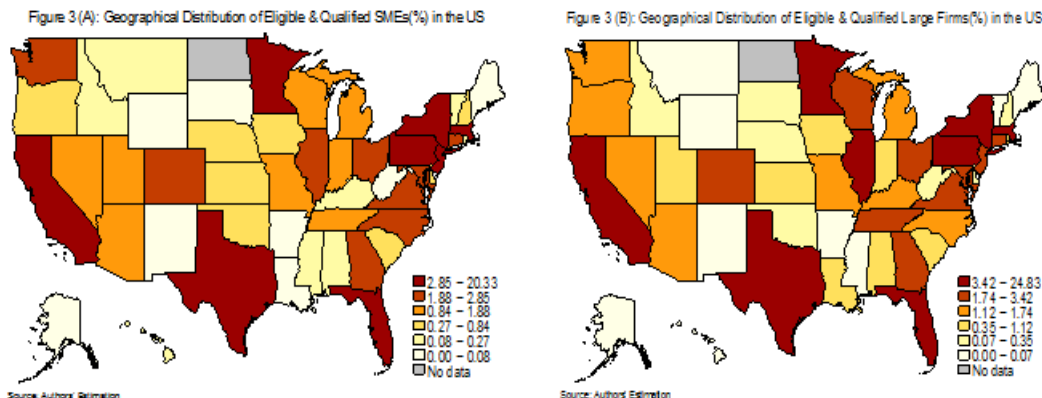 Figure 3 (A): Geographical Distribution of Eligible & Qualified SMEs(%) in the US
2.85 – 20.33
1.88 – 2.85
0.84 – 1.88
0.27 – 0.84
0.08 – 0.27
0.00 – 0.08
No data
Source: Authors' Estimation
Figure 3 (B): Geographical Distribution of Eligible & Qualified Large Firms(%) in the US
3.42 – 24.83
1.74 – 3.42
1.12 – 1.74
0.35 – 1.12
0.07 – 0.35
0.00 – 0.07
No data
Source: Authors' Estimation